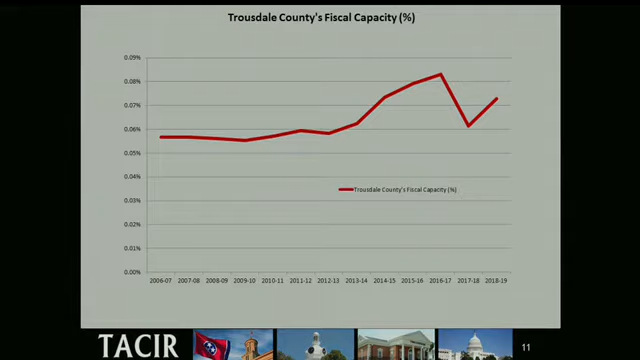 Trousdale County's Fiscal Capacity (%)
0.09%
0.08%
0.07%
0.06%
0.05%
0.04%
0.03%
0.02%
0.01%
0.00%
Trousdale County's Fiscal Capacity (%)
2006-07 2007-08 2008-09 2009-10 2010-11 2011-12 2012-13 2013-14 2014-15 2015-16 2016-17 2017-18 2018-19
TACIR
11